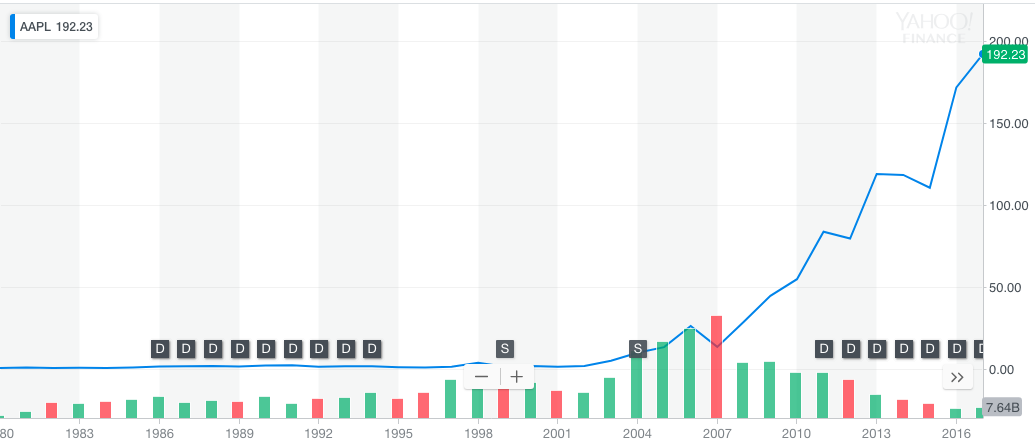 AAPL 192.23
YAHOO!
FINANCE
200.00
192.23
150.00
100.00
50.00
D D D D D D D D D S S D D D D D D D
0.00
− +
»
7.64B
80 1983 1986 1989 1992 1995 1998 2001 2004 2007 2010 2013 2016